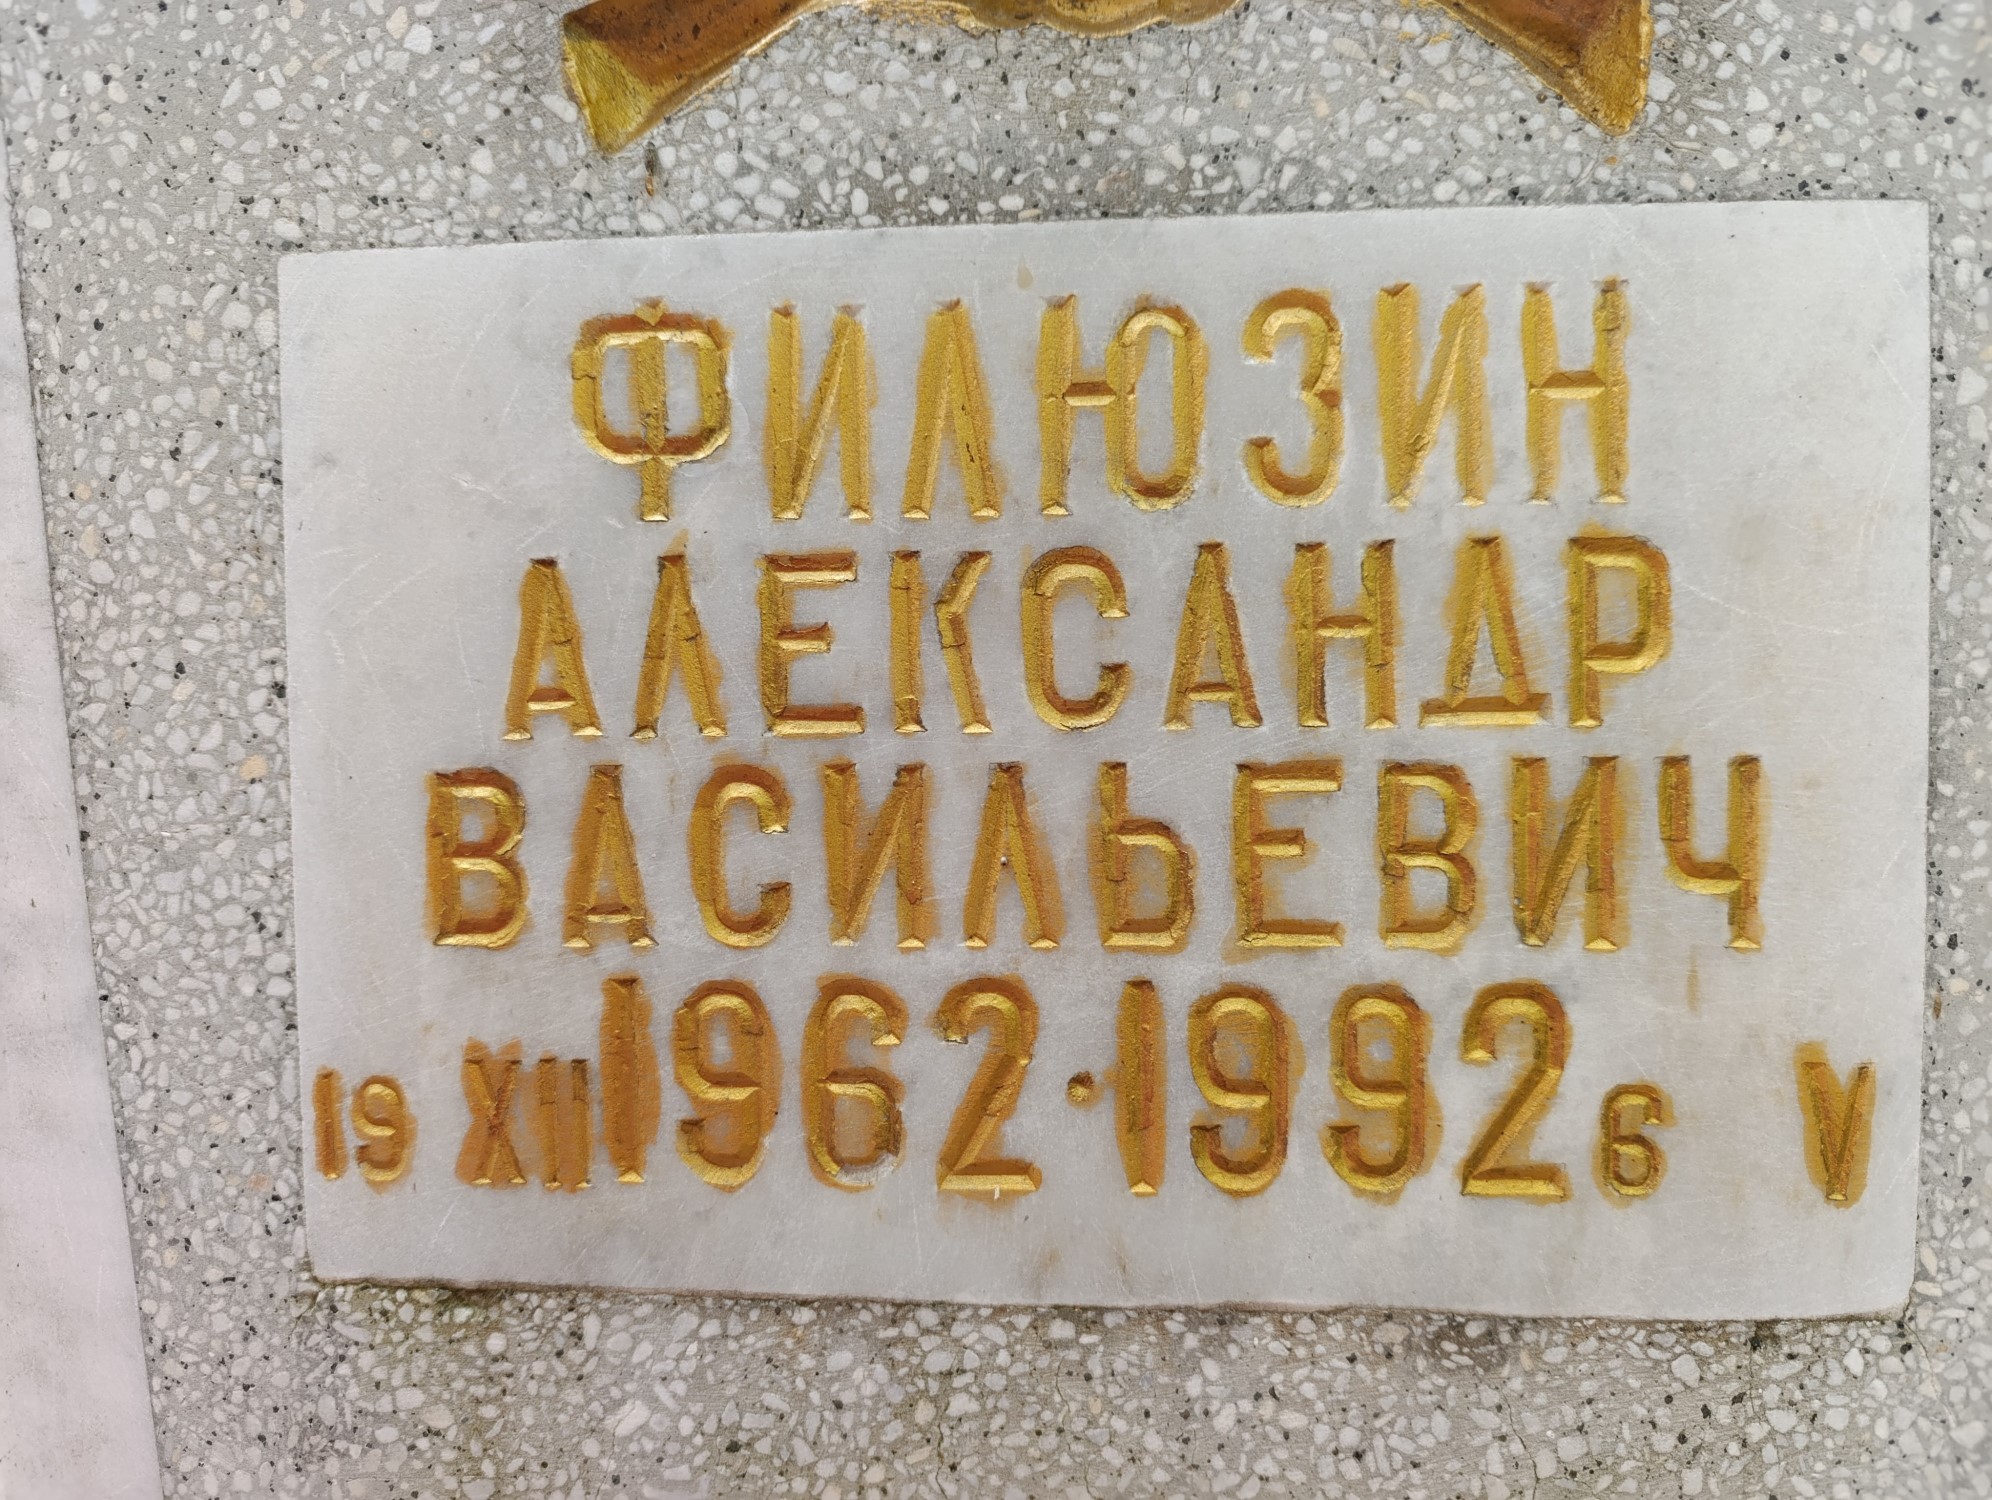 ФИЛЮЗИН
АЛЕКСАНДР
ВАСИЛЬЕВИЧ
19 XII 1962·1992 6 V